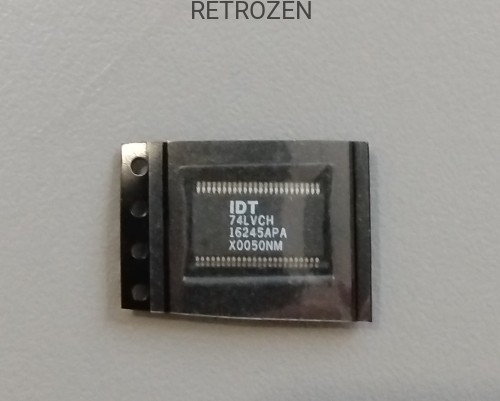 RETROZEN
IDT
74LVCH
16245APA
X0050NM